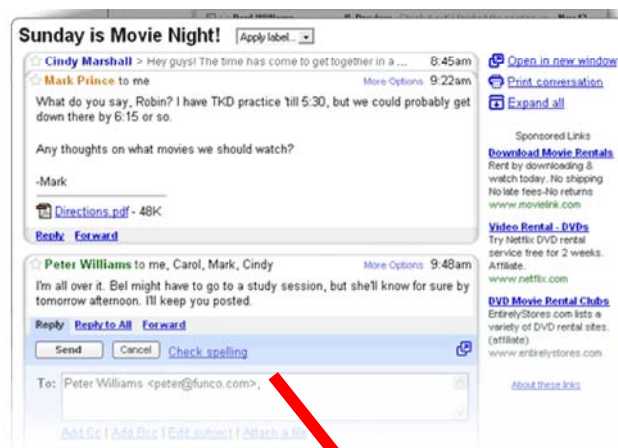 Sunday is Movie Night! Apply label...
Cindy Marshall > Hey guys! The time has come to get together in a ... 8:45am
Mark Prince to me More Options 9:22am
What do you say, Robin? I have TKD practice 'till 5:30, but we could probably get
down there by 6:15 or so.
Any thoughts on what movies we should watch?
-Mark
Directions.pdf - 48K
Reply Forward
Peter Williams to me, Carol, Mark, Cindy More Options 9:48am
I'm all over it. Bel might have to go to a study session, but she'll know for sure by
tomorrow afternoon. I'll keep you posted.
Reply Reply to All Forward
Send Cancel Check spelling
To: Peter Williams <peter@funco.com>,
Add Cc | Add Bcc | Edit subject | Attach a file
Open in new window
Print conversation
Expand all
Sponsored Links
Download Movie Rentals
Rent by downloading &
watch today. No shipping
No late fees-No returns
www.movielink.com
Video Rental - DVDs
Try Netflix DVD rental
service free for 2 weeks.
Affiliate.
www.netflix.com
DVD Movie Rental Clubs
EntirelyStores.com lists a
variety of DVD rental sites.
(affiliate)
www.entirelystores.com
About these links